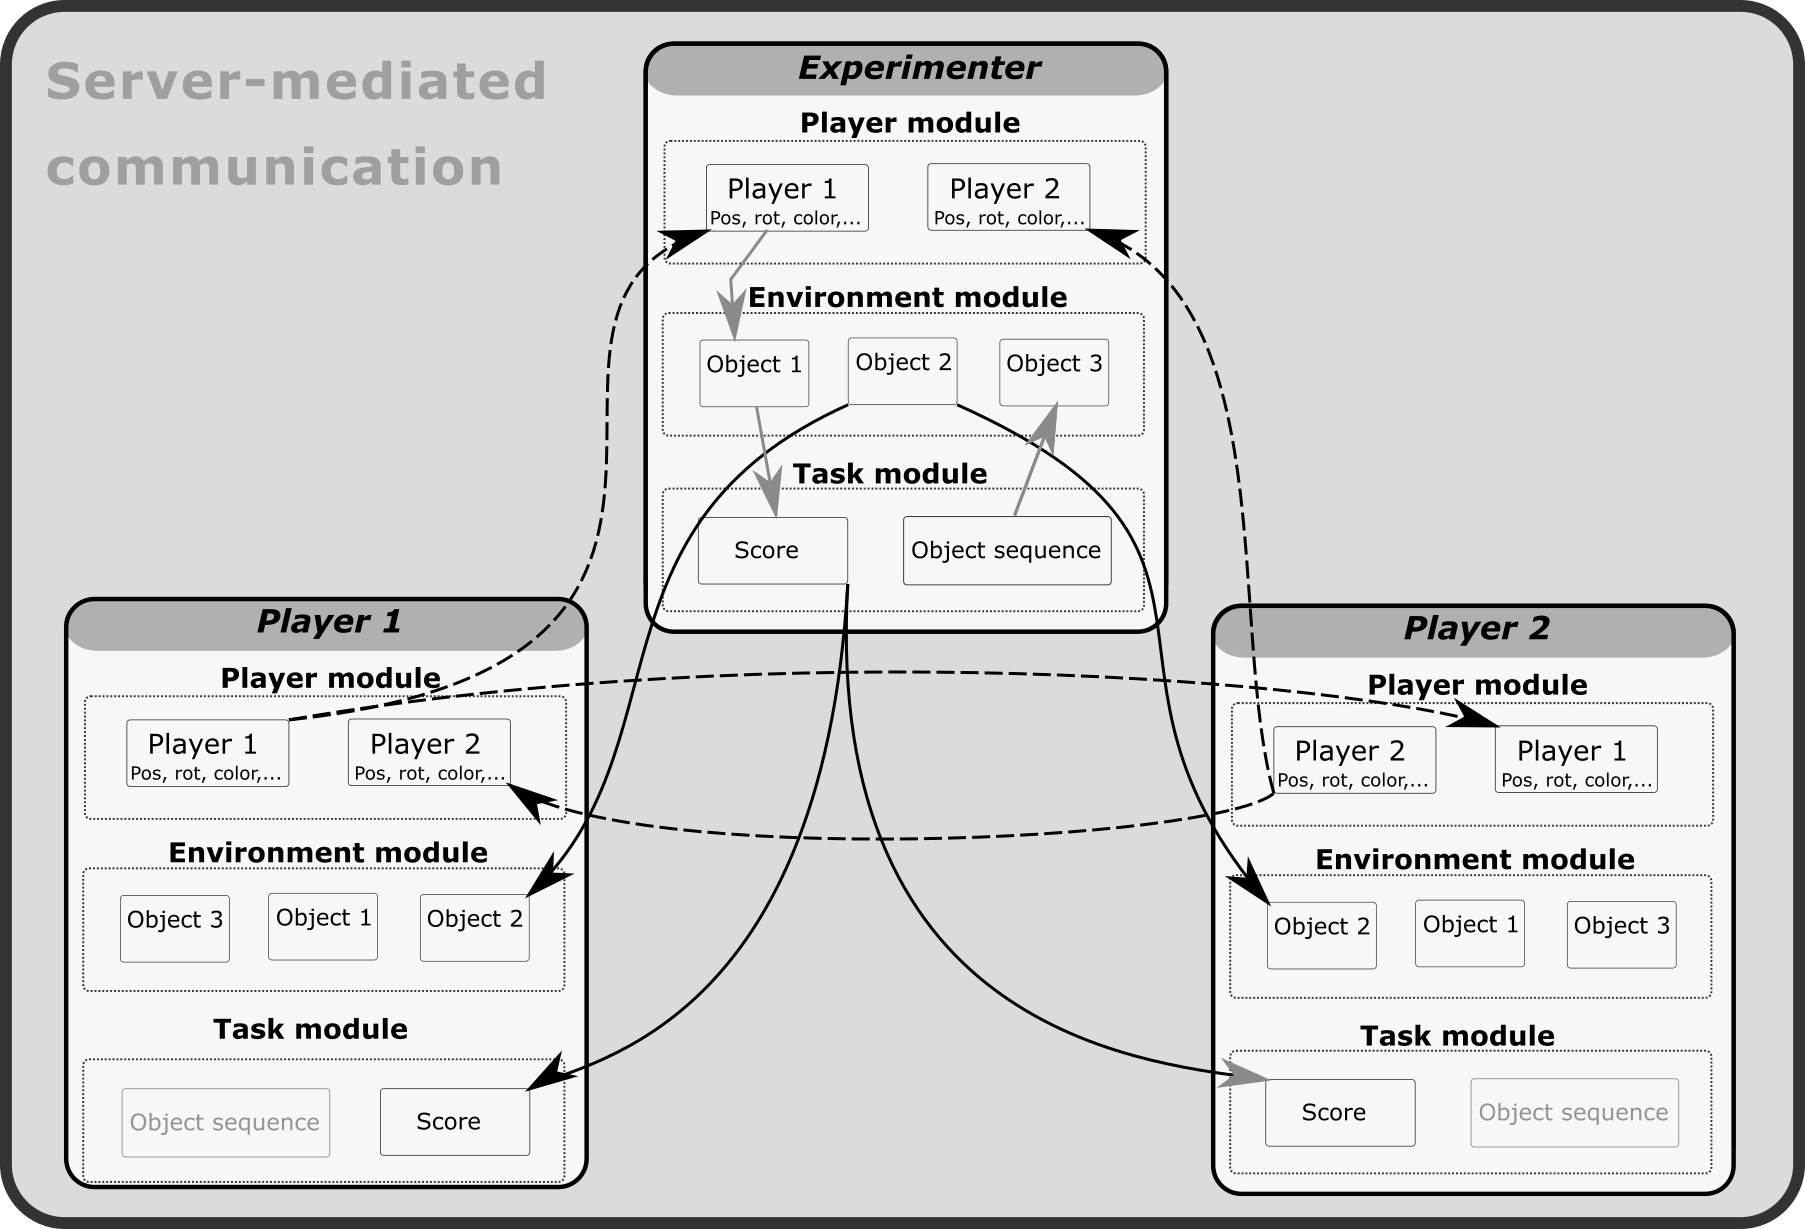 Server-mediated
communication
Experimenter
Player module
Player 1
Pos, rot, color,...
Player 2
Pos, rot, color,...
Environment module
Object 1
Object 2
Object 3
Task module
Score
Object sequence
Player 1
Player module
Player 1
Pos, rot, color,...
Player 2
Pos, rot, color,...
Environment module
Object 3
Object 1
Object 2
Task module
Object sequence
Score
Player 2
Player module
Player 2
Pos, rot, color,...
Player 1
Pos, rot, color,...
Environment module
Object 2
Object 1
Object 3
Task module
Score
Object sequence